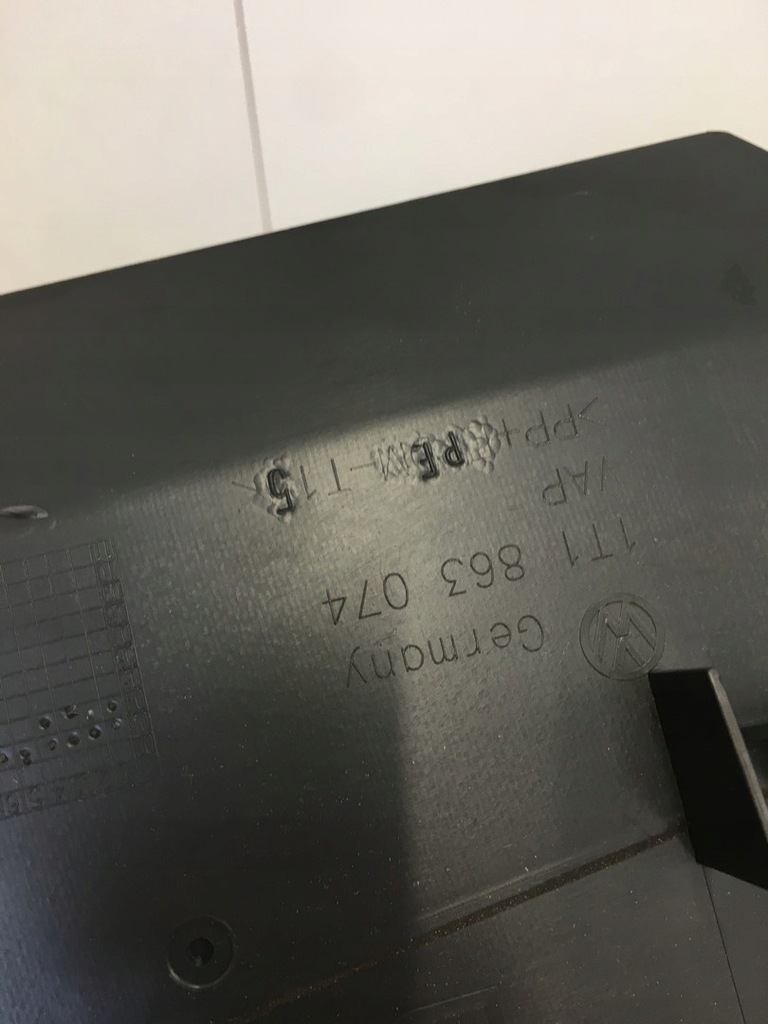 Germany
1T1 863 074
/AP
>PP+ PE M-T15<